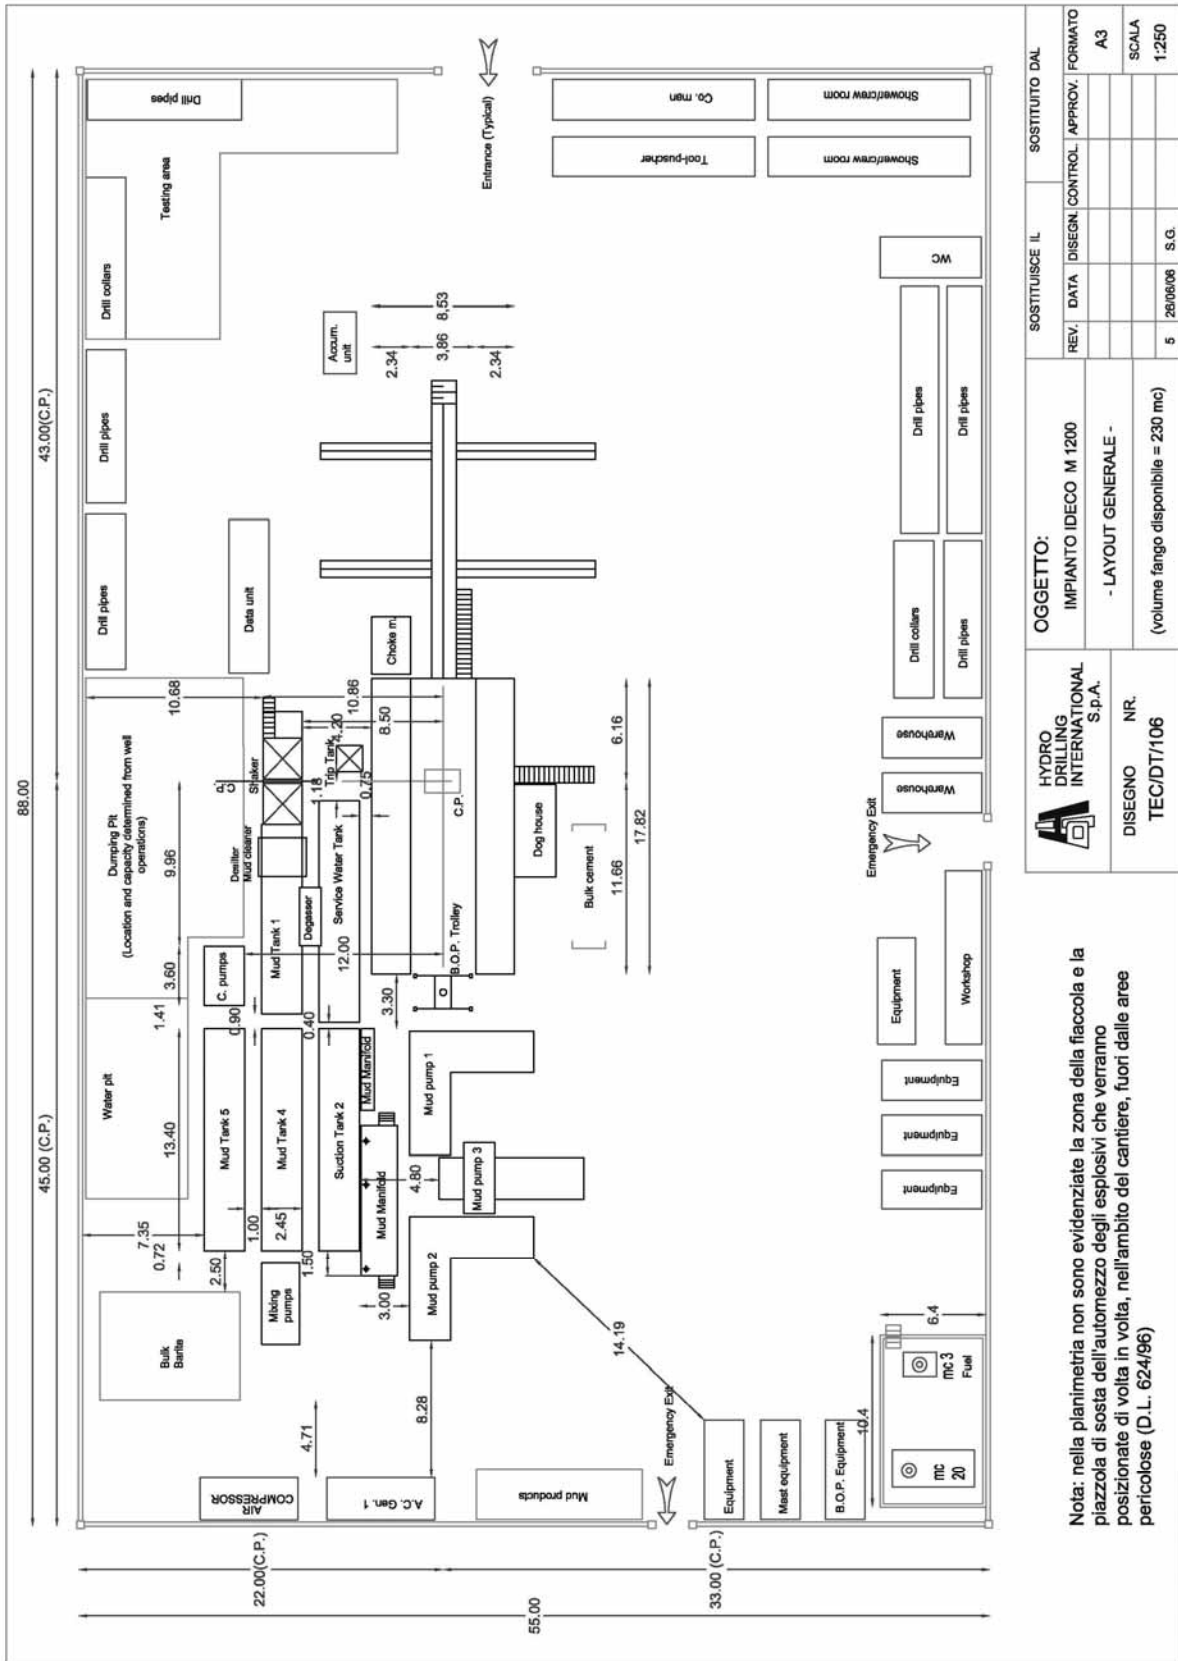 88.00
45.00 (C.P.)
43.00(C.P.)
55.00
22.00(C.P.)
33.00 (C.P.)
Water pit
Dumping Pit
(Location and capacity determined from well
operations)
Drill pipes
Drill pipes
Drill collars
Testing area
Drill pipes
Bulk
Barite
7.35
0.72
13.40
1.41
3.60
9.96
10.68
2.50
Mud Tank 5
C. pumps
Desilter
Mud cleaner
Shaker
Data unit
1.00
0.90
Mixing
pumps
Mud Tank 4
2.45
Mud Tank 1
Degasser
1.50
0.40
1.18
Trip Tank
4.20
10.86
8.50
0.75
Suction Tank 2
Service Water Tank
12.00
Mud Manifold
Mud Manifold
3.00
4.80
3.30
Choke m.
Accum.
unit
2.34
3,86
2.34
8,53
AIR
COMPRESSOR
A.C. Gen. 1
4.71
8.28
Mud pump 2
Mud pump 3
Mud pump 1
B.O.P. Trolley
C.P.
Dog house
Bulk cement
11.66
6.16
17.82
Entrance (Typical)
Mud products
Emergency Exit
14.19
Equipment
Mast equipment
B.O.P. Equipment
10.4
6.4
mc
20
mc 3
Fuel
Equipment
Equipment
Equipment
Equipment
Workshop
Emergency Exit
Warehouse
Warehouse
Drill collars
Drill pipes
Drill pipes
Drill pipes
WC
Tool-puscher
Co. man
Shower/crew room
Shower/crew room
Nota: nella planimetria non sono evidenziate la zona della fiaccola e la
piazzola di sosta dell'automezzo degli esplosivi che verranno
posizionate di volta in volta, nell'ambito del cantiere, fuori dalle aree
pericolose (D.L. 624/96)
HYDRO
DRILLING
INTERNATIONAL
S.p.A.
DISEGNO NR.
TEC/DT/106
OGGETTO:
IMPIANTO IDECO M 1200
- LAYOUT GENERALE -
(volume fango disponibile = 230 mc)
SOSTITUISCE IL
SOSTITUITO DAL
REV. DATA DISEGN. CONTROL. APPROV. FORMATO
A3
SCALA
5 26/06/06 S.G. 1:250